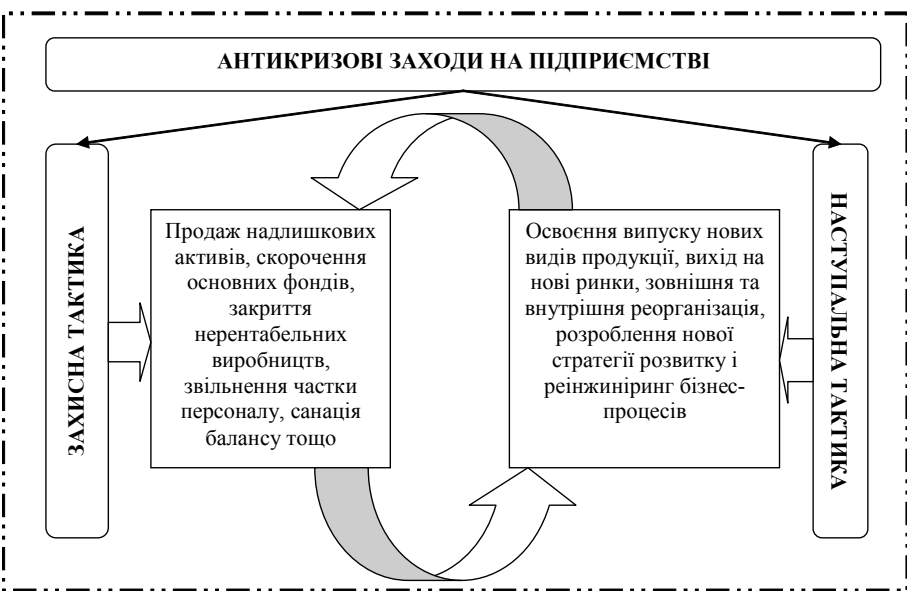 АНТИКРИЗОВІ ЗАХОДИ НА ПІДПРИЄМСТВІ
ЗАХИСНА ТАКТИКА
Продаж надлишкових
активів, скорочення
основних фондів,
закриття
нерентабельних
виробництв,
звільнення частки
персоналу, санація
балансу тощо
Освоєння випуску нових
видів продукції, вихід на
нові ринки, зовнішня та
внутрішня реорганізація,
розроблення нової
стратегії розвитку і
реінжиніринг бізнес-
процесів
НАСТУПАЛЬНА ТАКТИКА